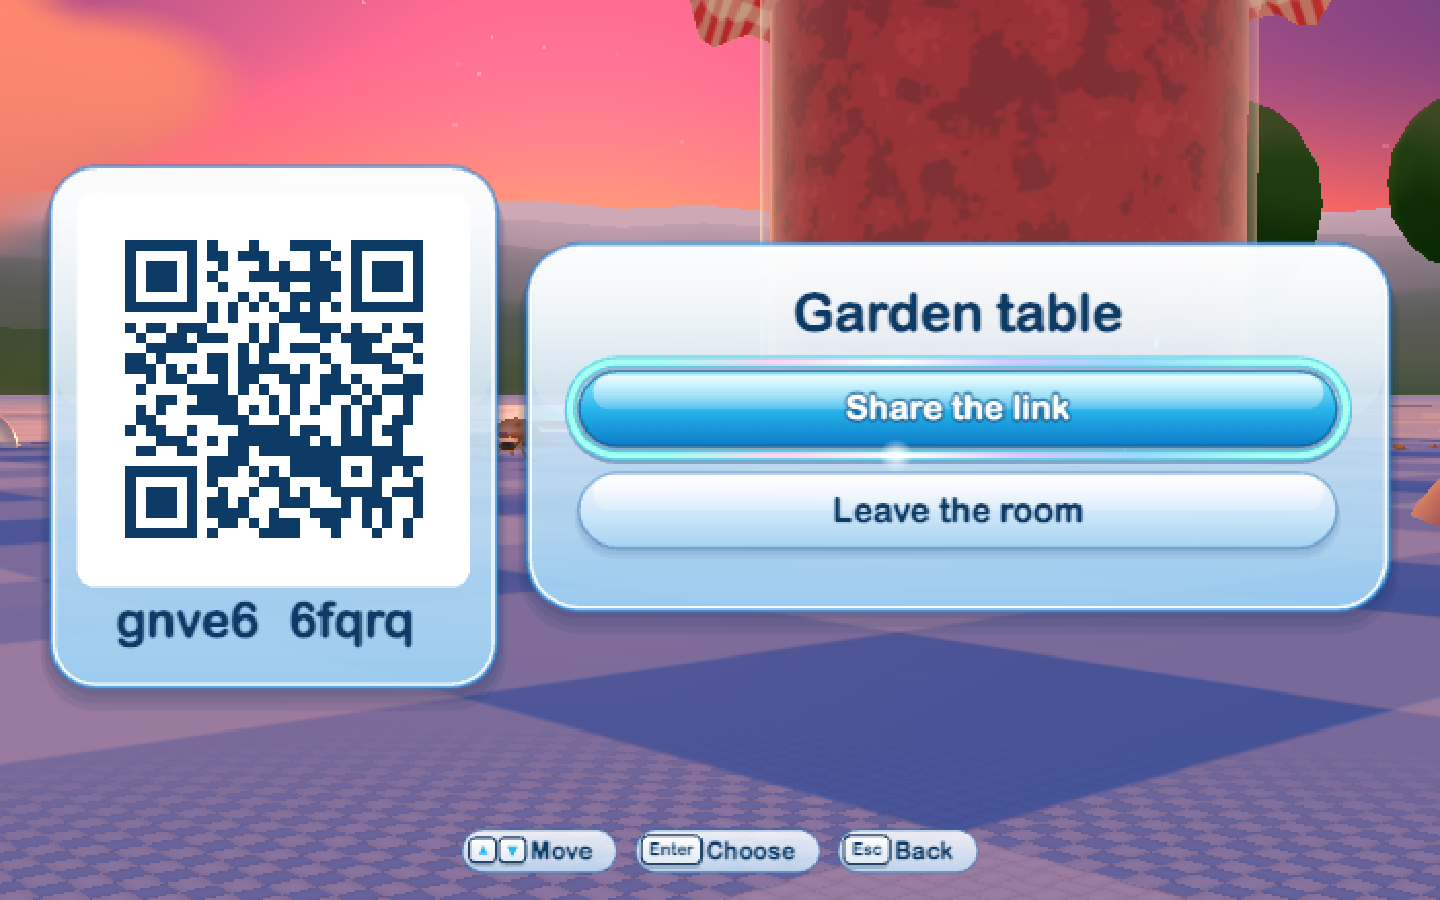 Garden table
Share the link
Leave the room
gnve6 6fqrq
Move
Enter Choose
Esc Back